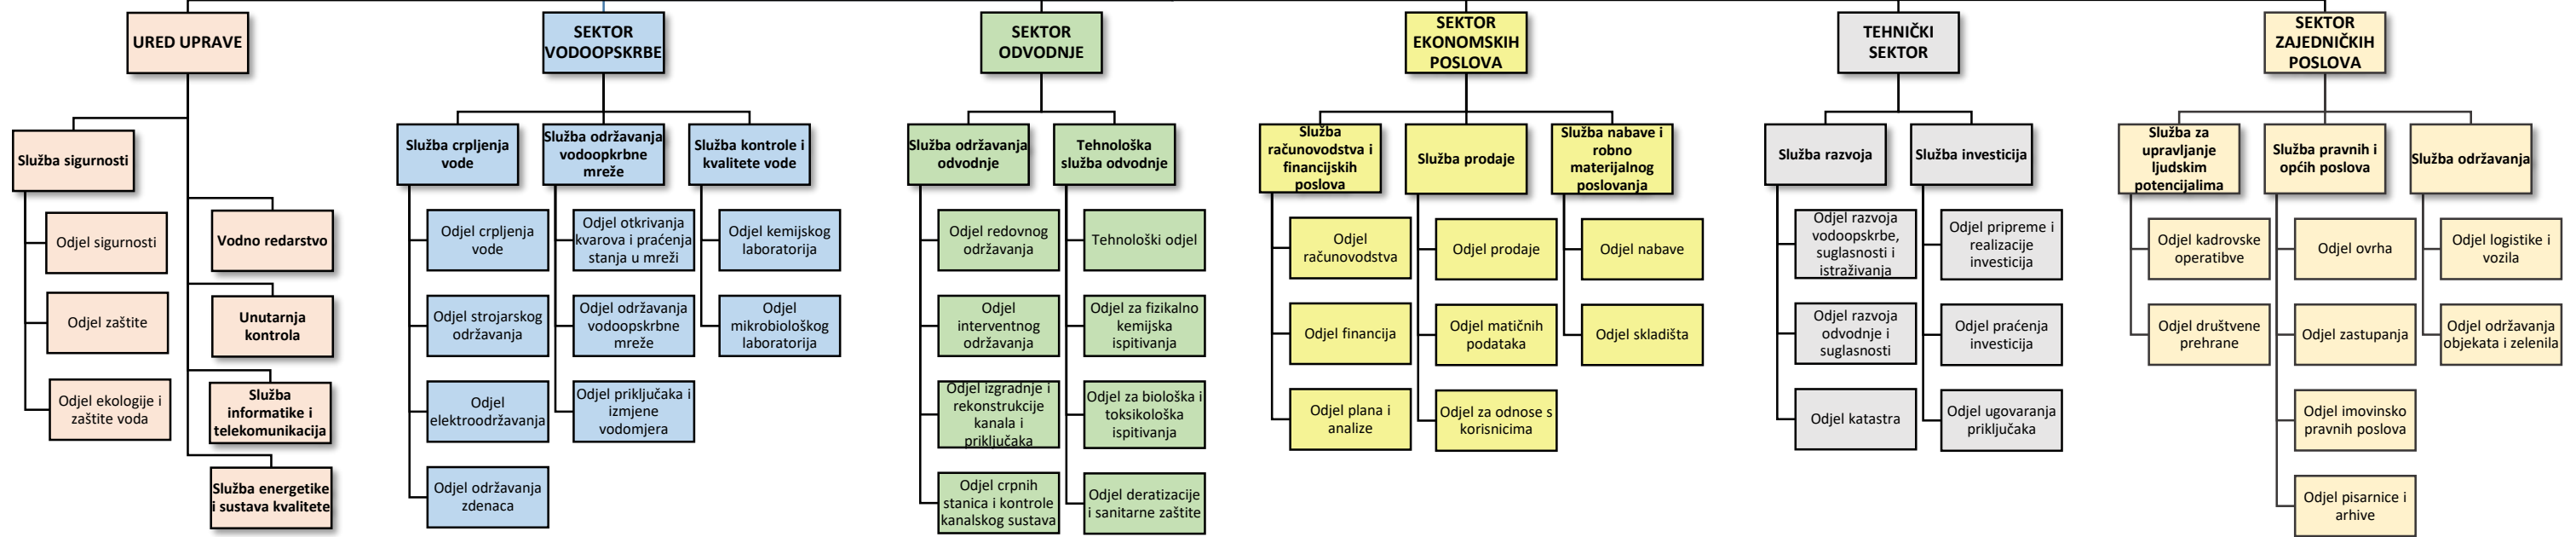 URED UPRAVE
Služba sigurnosti
Odjel sigurnosti
Odjel zaštite
Odjel ekologije i
zaštite voda
Vodno redarstvo
Unutarnja
kontrola
Služba
informatike i
telekomunikacija
Služba energetike
i sustava kvalitete
SEKTOR
VODOOPSKRBE
Služba crpljenja
vode
Odjel crpljenja
vode
Odjel strojarskog
održavanja
Odjel
elektroodržavanja
Odjel održavanja
zdenaca
Služba održavanja
vodoopkrbne
mreže
Odjel otkrivanja
kvarova i praćenja
stanja u mreži
Odjel održavanja
vodoopskrbne
mreže
Odjel priključaka i
izmjene
vodomjera
Služba kontrole i
kvalitete vode
Odjel kemijskog
laboratorija
Odjel
mikrobiološkog
laboratorija
SEKTOR
ODVODNJE
Služba održavanja
odvodnje
Odjel redovnog
održavanja
Odjel
interventnog
održavanja
Odjel izgradnje i
rekonstrukcije
kanala i
priključaka
Odjel crpnih
stanica i kontrole
kanalskog sustava
Tehnološka
služba odvodnje
Tehnološki odjel
Odjel za fizikalno
kemijska
ispitivanja
Odjel za biološka i
toksikološka
ispitivanja
Odjel deratizacije
i sanitarne zaštite
SEKTOR
EKONOMSKIH
POSLOVA
Služba
računovodstva i
financijskih
poslova
Odjel
računovodstva
Odjel financija
Odjel plana i
analize
Služba prodaje
Odjel prodaje
Odjel matičnih
podataka
Odjel za odnose s
korisnicima
Služba nabave i
robno
materijalnog
poslovanja
Odjel nabave
Odjel skladišta
TEHNIČKI
SEKTOR
Služba razvoja
Odjel razvoja
vodoopskrbe,
suglasnosti i
istraživanja
Odjel razvoja
odvodnje i
suglasnosti
Odjel katastra
Služba investicija
Odjel pripreme i
realizacije
investicija
Odjel praćenja
investicija
Odjel ugovaranja
priključaka
SEKTOR
ZAJEDNIČKIH
POSLOVA
Služba za
upravljanje
ljudskim
potencijalima
Odjel kadrovske
operatibve
Odjel društvene
prehrane
Služba pravnih i
općih poslova
Odjel ovrha
Odjel zastupanja
Odjel imovinsko
pravnih poslova
Odjel pisarnice i
arhive
Služba održavanja
Odjel logistike i
vozila
Odjel održavanja
objekata i zelenila